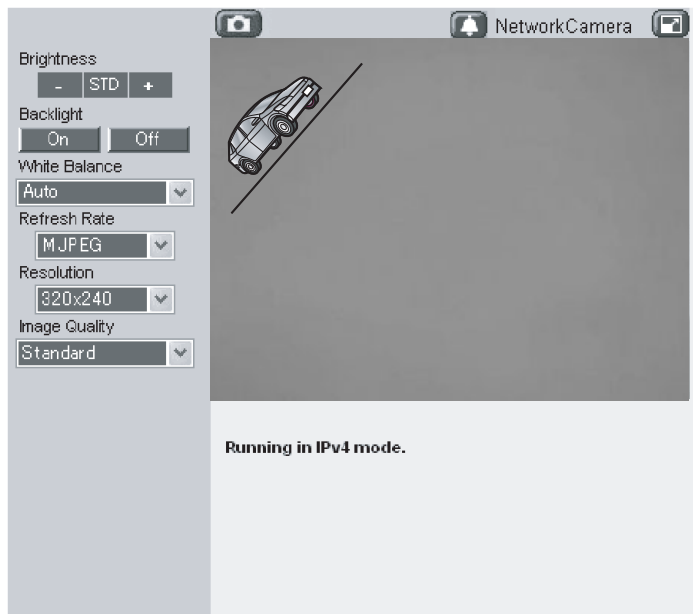 NetworkCamera
Brightness
- STD +
Backlight
On Off
White Balance
Auto
Refresh Rate
MJPEG
Resolution
320x240
Image Quality
Standard
Running in IPv4 mode.